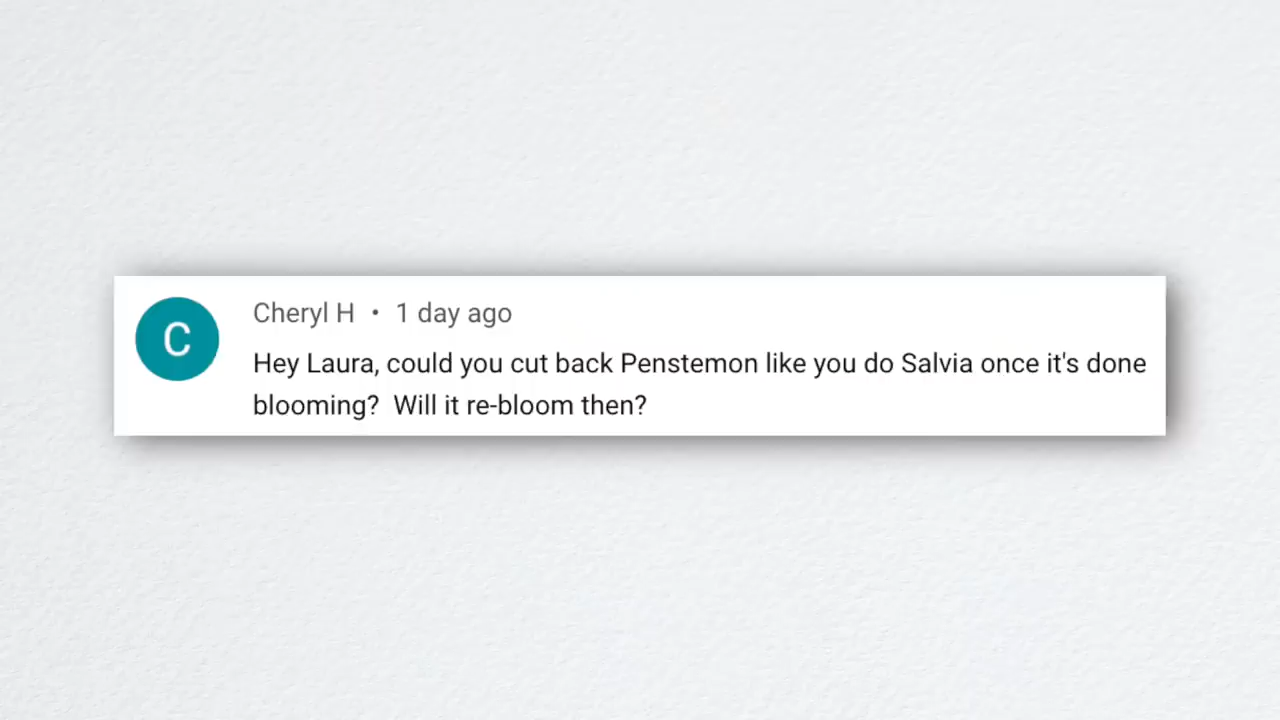 C
Cheryl H • 1 day ago
Hey Laura, could you cut back Penstemon like you do Salvia once it's done
blooming?  Will it re-bloom then?